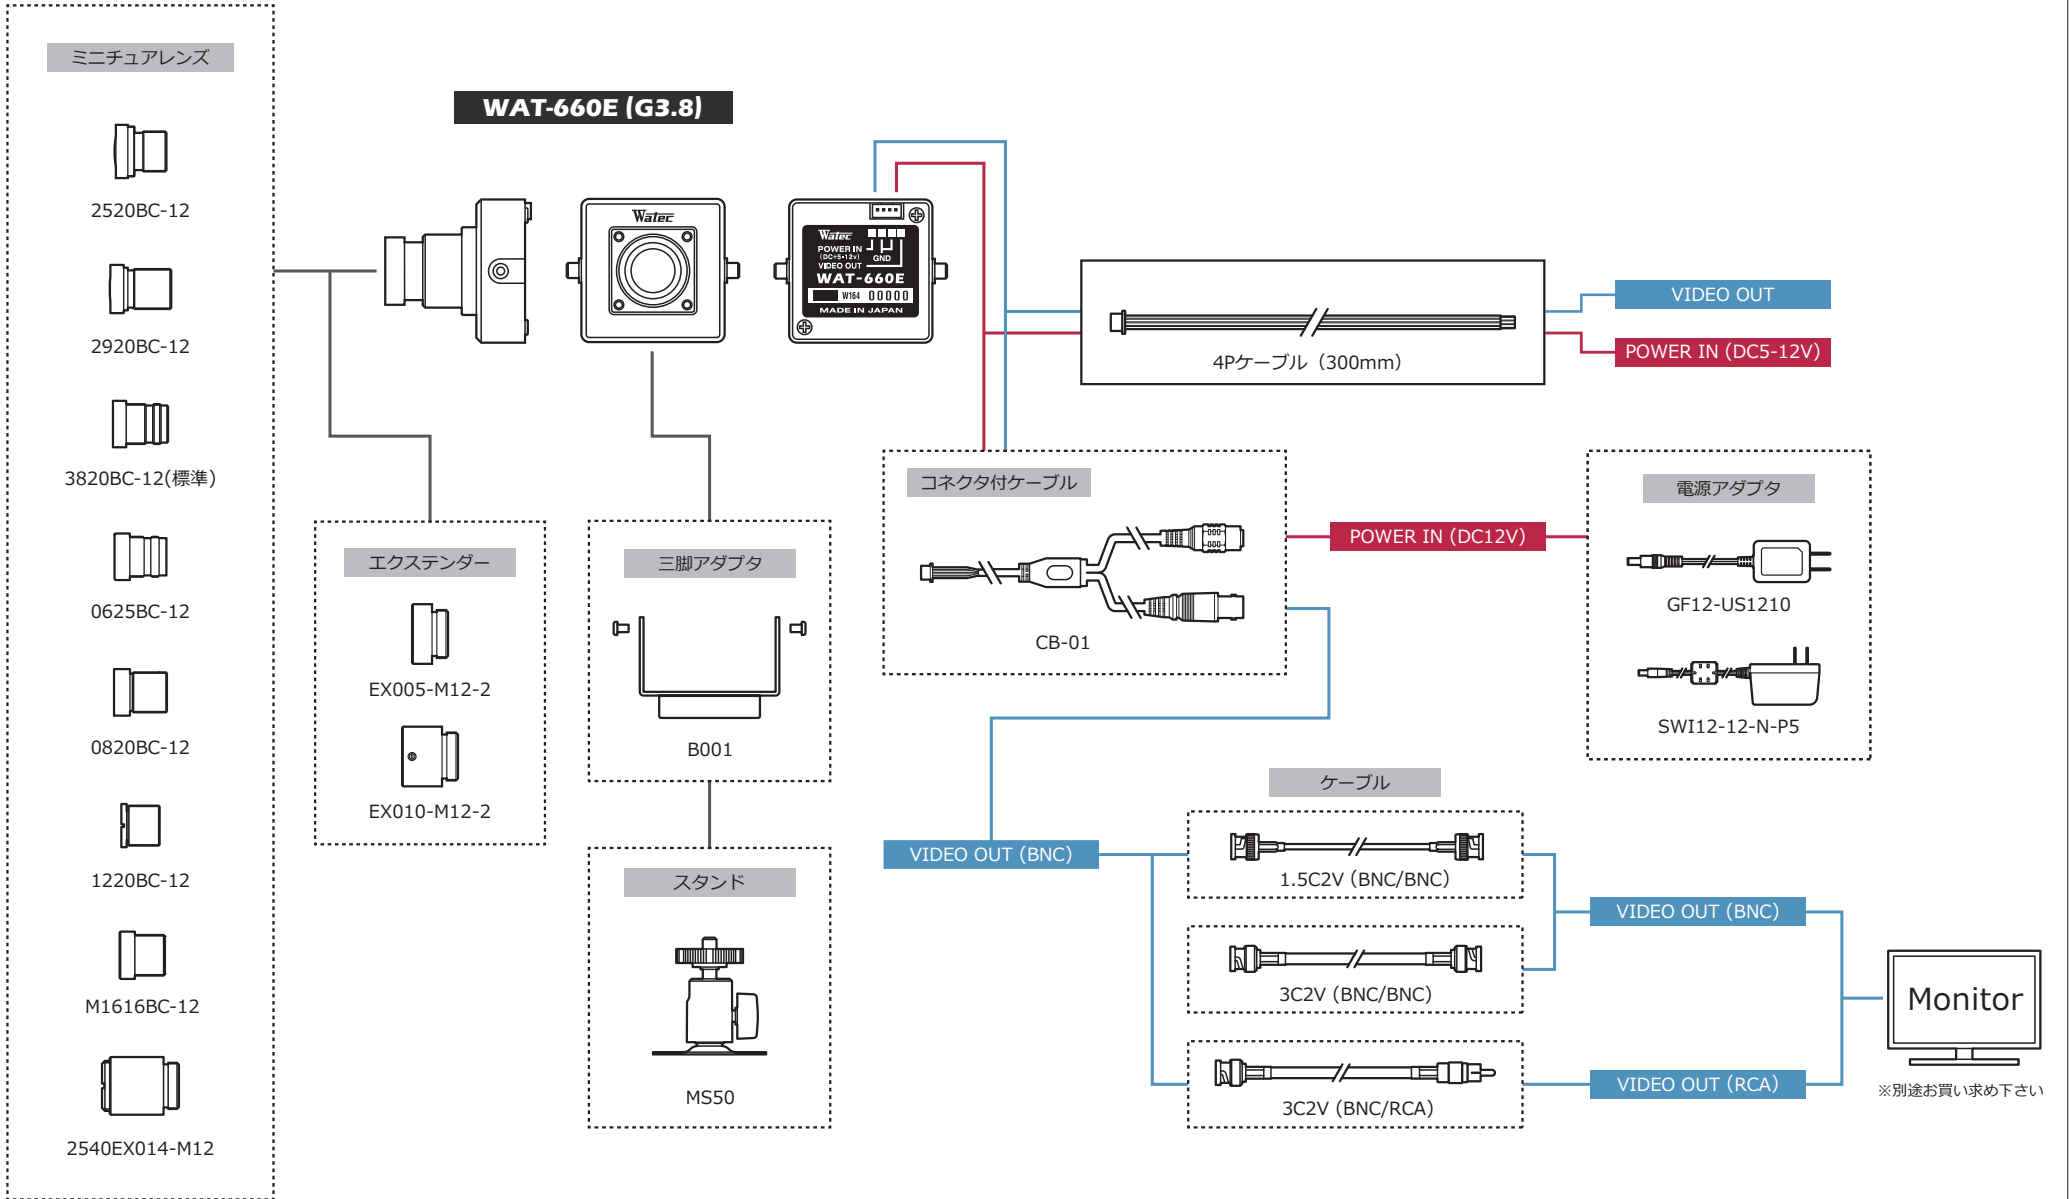 ミニチュアレンズ
2520BC-12
2920BC-12
3820BC-12(標準)
0625BC-12
0820BC-12
1220BC-12
M1616BC-12
2540EX014-M12
WAT-660E (G3.8)
Watec
Watec
POWER IN
(DC+5-12v)
GND
VIDEO OUT
WAT-660E
W164 00000
MADE IN JAPAN
エクステンダー
EX005-M12-2
EX010-M12-2
三脚アダプタ
B001
スタンド
MS50
4Pケーブル（300mm）
VIDEO OUT
POWER IN (DC5-12V)
コネクタ付ケーブル
CB-01
POWER IN (DC12V)
電源アダプタ
GF12-US1210
SWI12-12-N-P5
ケーブル
VIDEO OUT (BNC)
1.5C2V (BNC/BNC)
3C2V (BNC/BNC)
3C2V (BNC/RCA)
VIDEO OUT (BNC)
VIDEO OUT (RCA)
Monitor
※別途お買い求め下さい